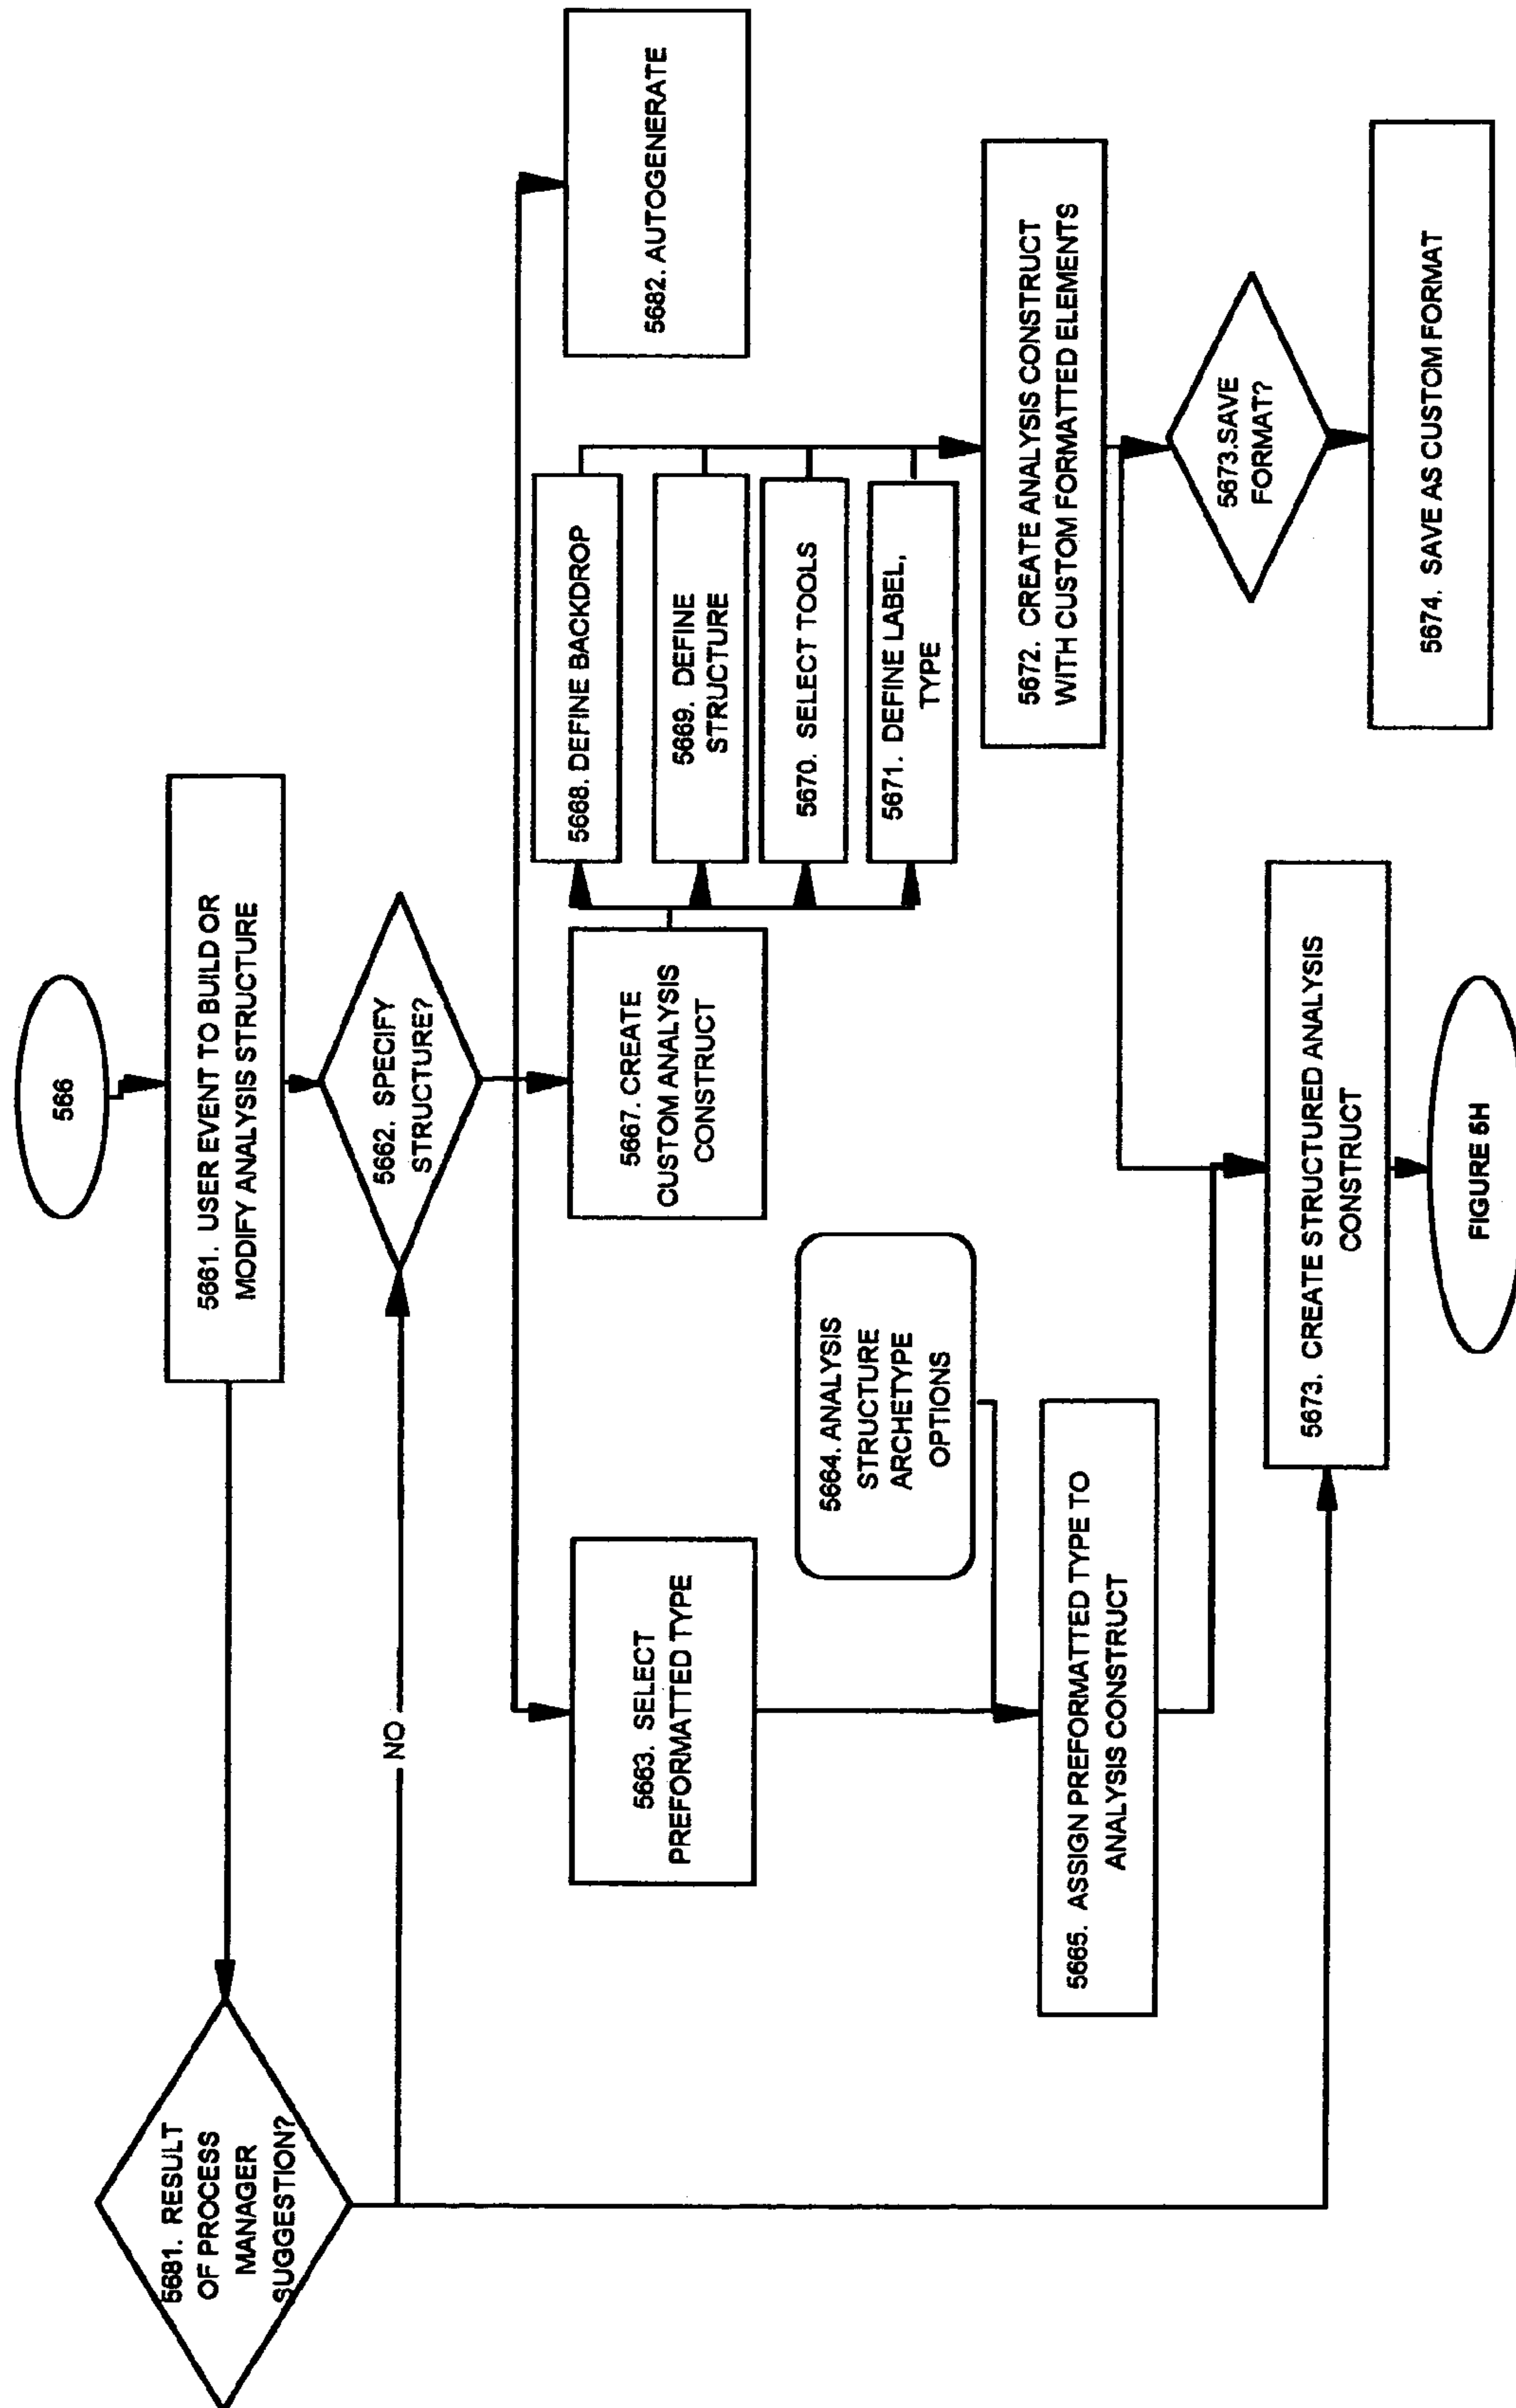 566
5661. USER EVENT TO BUILD OR
MODIFY ANALYSIS STRUCTURE
5681. RESULT
OF PROCESS
MANAGER
SUGGESTION?
NO
5662. SPECIFY
STRUCTURE?
5663. SELECT
PREFORMATTED TYPE
5667. CREATE
CUSTOM ANALYSIS
CONSTRUCT
5668. DEFINE BACKDROP
5669. DEFINE
STRUCTURE
5670. SELECT TOOLS
5671. DEFINE LABEL,
TYPE
5682. AUTOGENERATE
5664. ANALYSIS
STRUCTURE
ARCHETYPE
OPTIONS
5665. ASSIGN PREFORMATTED TYPE TO
ANALYSIS CONSTRUCT
5672. CREATE ANALYSIS CONSTRUCT
WITH CUSTOM FORMATTED ELEMENTS
5673.SAVE
FORMAT?
5673. CREATE STRUCTURED ANALYSIS
CONSTRUCT
5674. SAVE AS CUSTOM FORMAT
FIGURE 5H